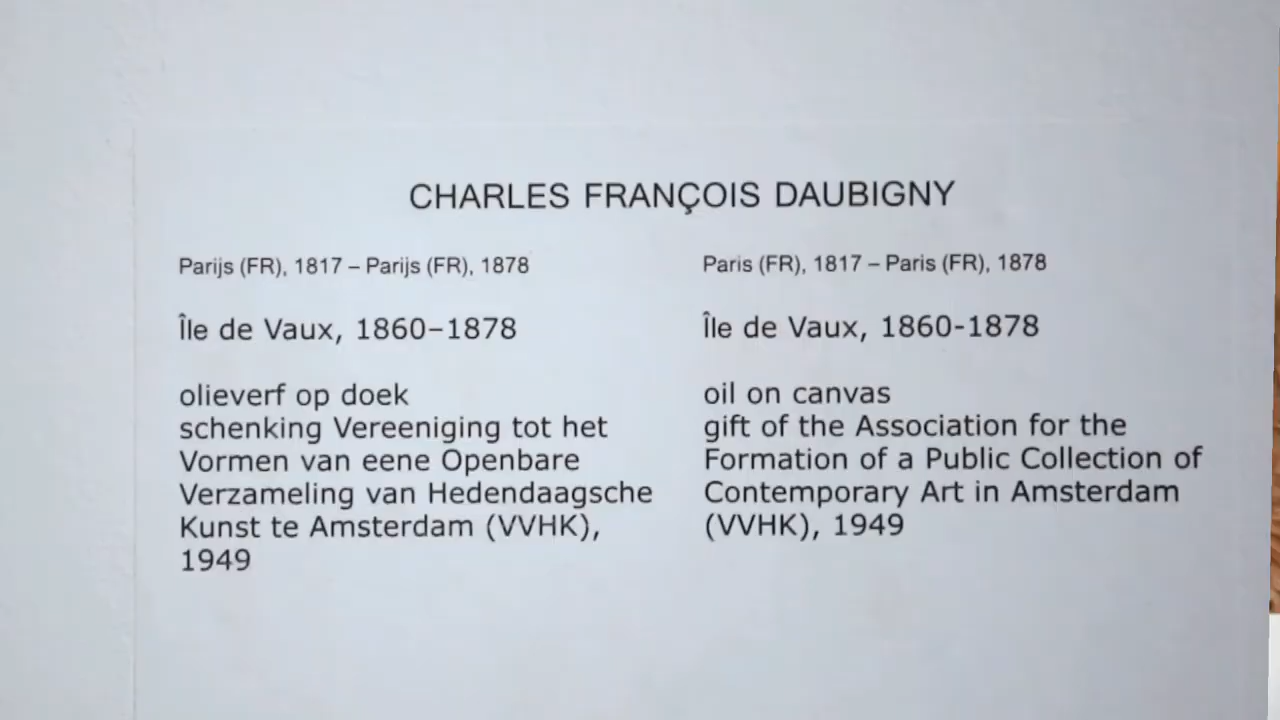 CHARLES FRANÇOIS DAUBIGNY
Parijs (FR), 1817 – Parijs (FR), 1878
Île de Vaux, 1860–1878
olieverf op doek
schenking Vereeniging tot het
Vormen van eene Openbare
Verzameling van Hedendaagsche
Kunst te Amsterdam (VVHK),
1949
Paris (FR), 1817 – Paris (FR), 1878
Île de Vaux, 1860-1878
oil on canvas
gift of the Association for the
Formation of a Public Collection of
Contemporary Art in Amsterdam
(VVHK), 1949